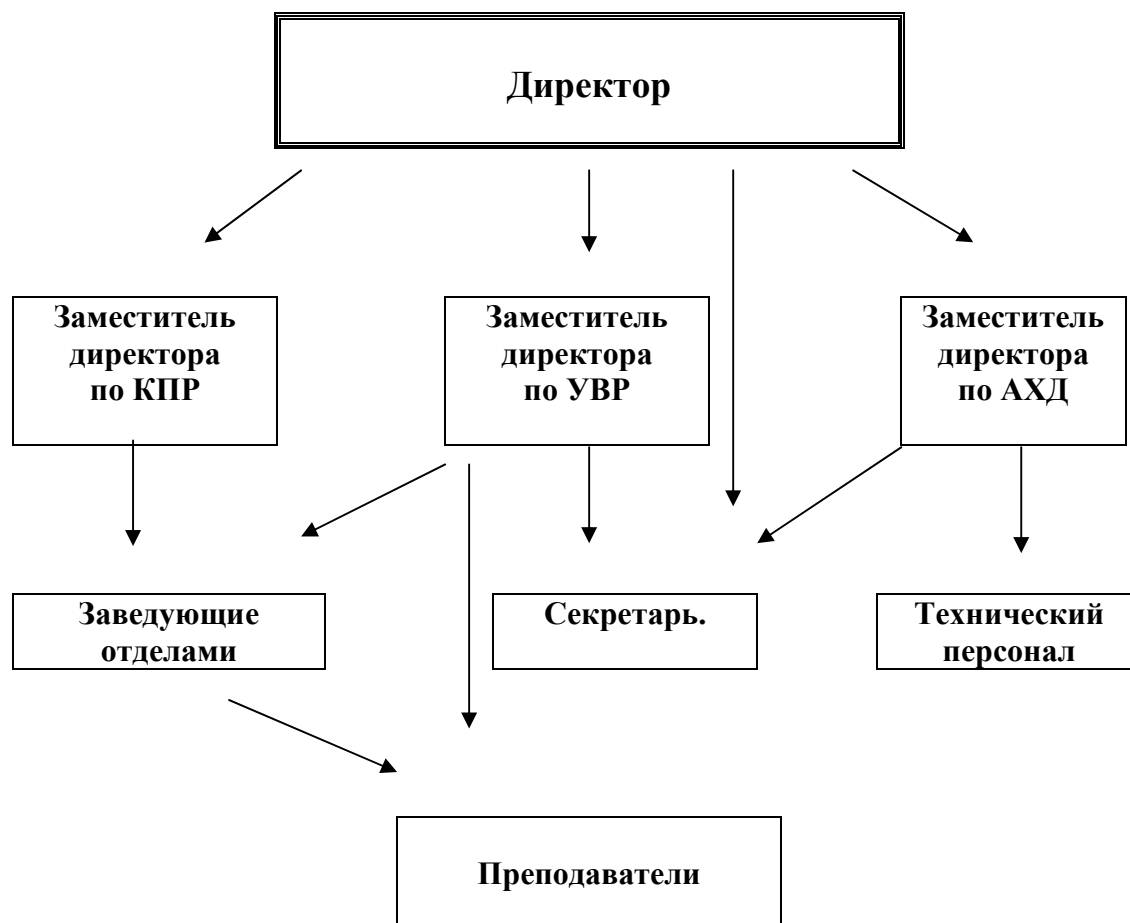 Директор
Заместитель
директора
по КПР
Заместитель
директора
по УВР
Заместитель
директора
по АХД
Заведующие
отделами
Секретарь.
Технический
персонал
Преподаватели